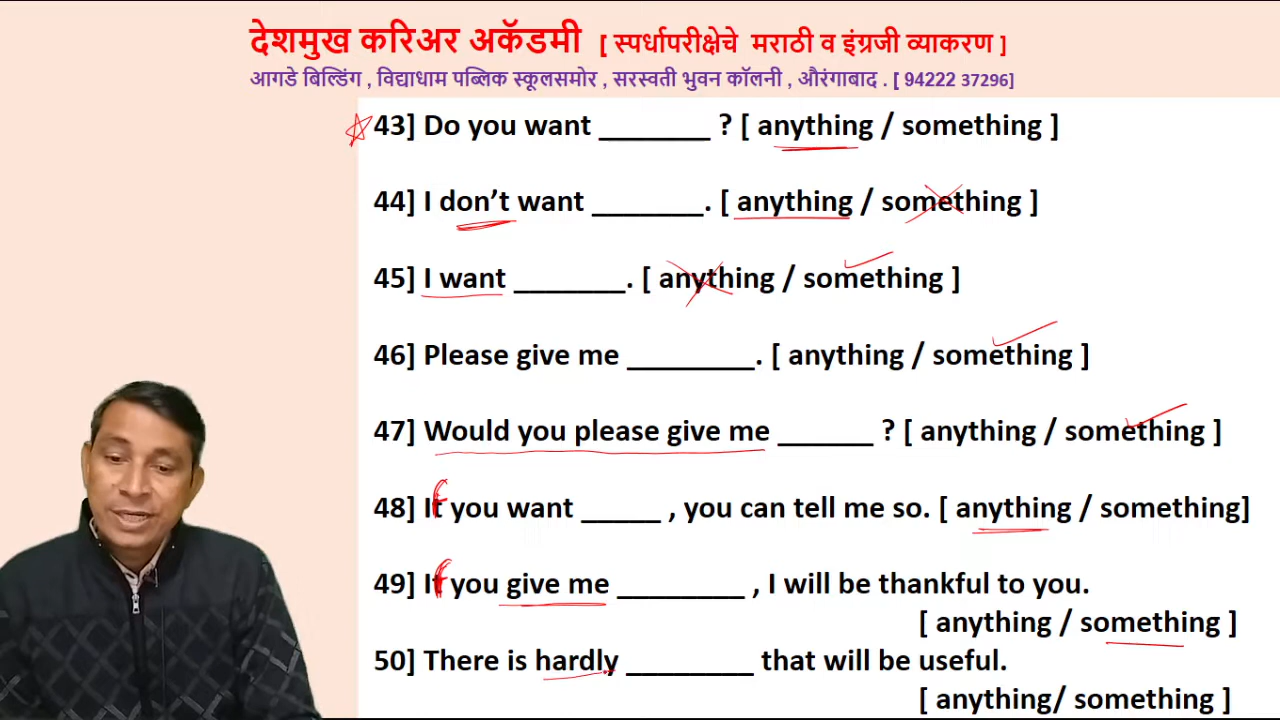 देशमुख करिअर अकॅडमी [ स्पर्धापरीक्षेचे मराठी व इंग्रजी व्याकरण ]
आगडे बिल्डिंग , विद्याधाम पब्लिक स्कूलसमोर , सरस्वती भुवन कॉलनी , औरंगाबाद . [ 94222 37296]
43] Do you want _______ ? [ anything / something ]
44] I don’t want _______. [ anything / something ]
45] I want _______. [ anything / something ]
46] Please give me ________. [ anything / something ]
47] Would you please give me ______ ? [ anything / something ]
48] If you want _____ , you can tell me so. [ anything / something]
49] If you give me ________ , I will be thankful to you.
[ anything / something ]
50] There is hardly ________ that will be useful.
[ anything/ something ]